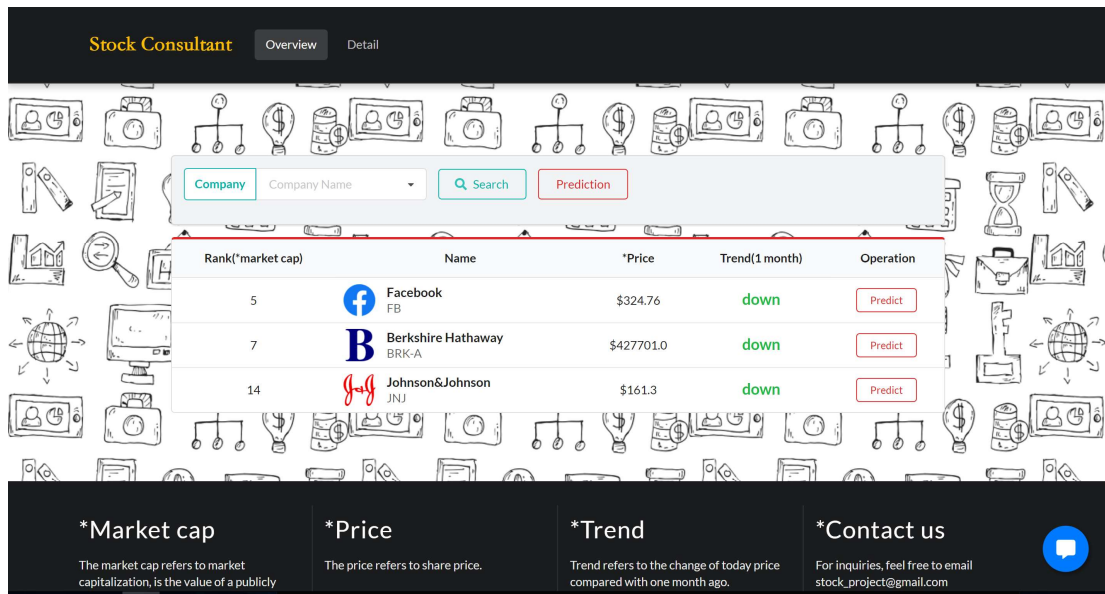 Stock Consultant Overview Detail
Company Company Name Search Prediction
Rank(*market cap) Name *Price Trend(1 month) Operation
5 Facebook FB $324.76 down Predict
7 B Berkshire Hathaway BRK-A $427701.0 down Predict
14 J&J Johnson&Johnson JNJ $161.3 down Predict
*Market cap
The market cap refers to market
capitalization, is the value of a publicly
*Price
The price refers to share price.
*Trend
Trend refers to the change of today price
compared with one month ago.
*Contact us
For inquiries, feel free to email
stock_project@gmail.com